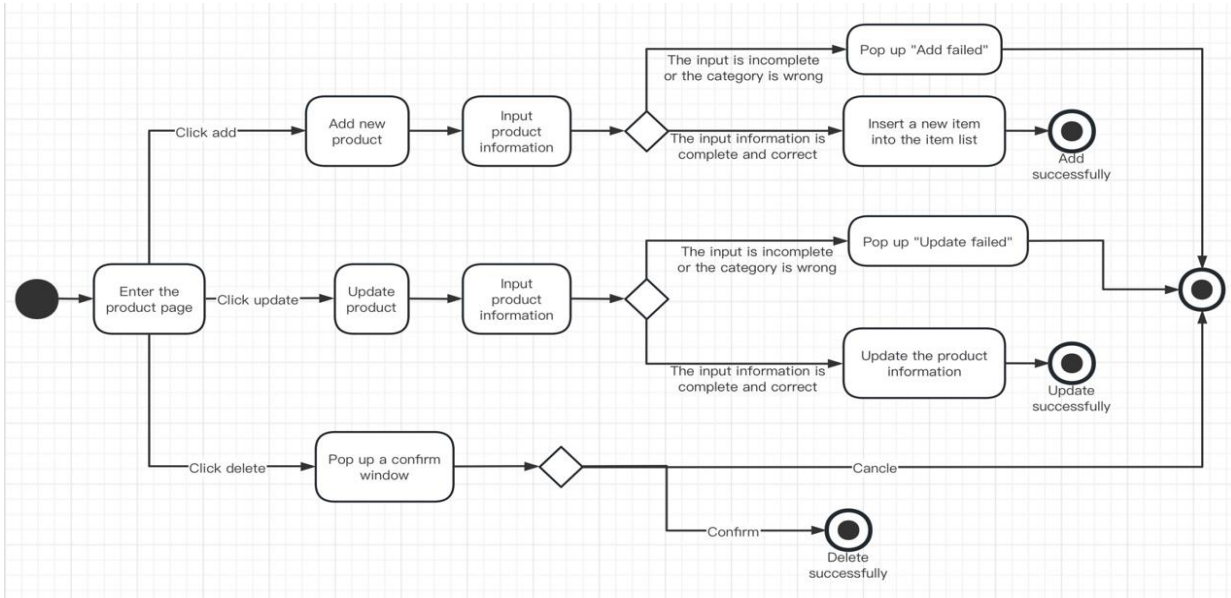 Pop up "Add failed"
The input is incomplete
or the category is wrong
Click add
Add new
product
Input
product
information
The input information is
complete and correct
Insert a new item
into the item list
Add
successfully
Pop up "Update failed"
The input is incomplete
or the category is wrong
Enter the
product page
Click update
Update
product
Input
product
information
The input information is
complete and correct
Update the product
information
Update
successfully
Click delete
Pop up a confirm
window
Cancle
Confirm
Delete
successfully